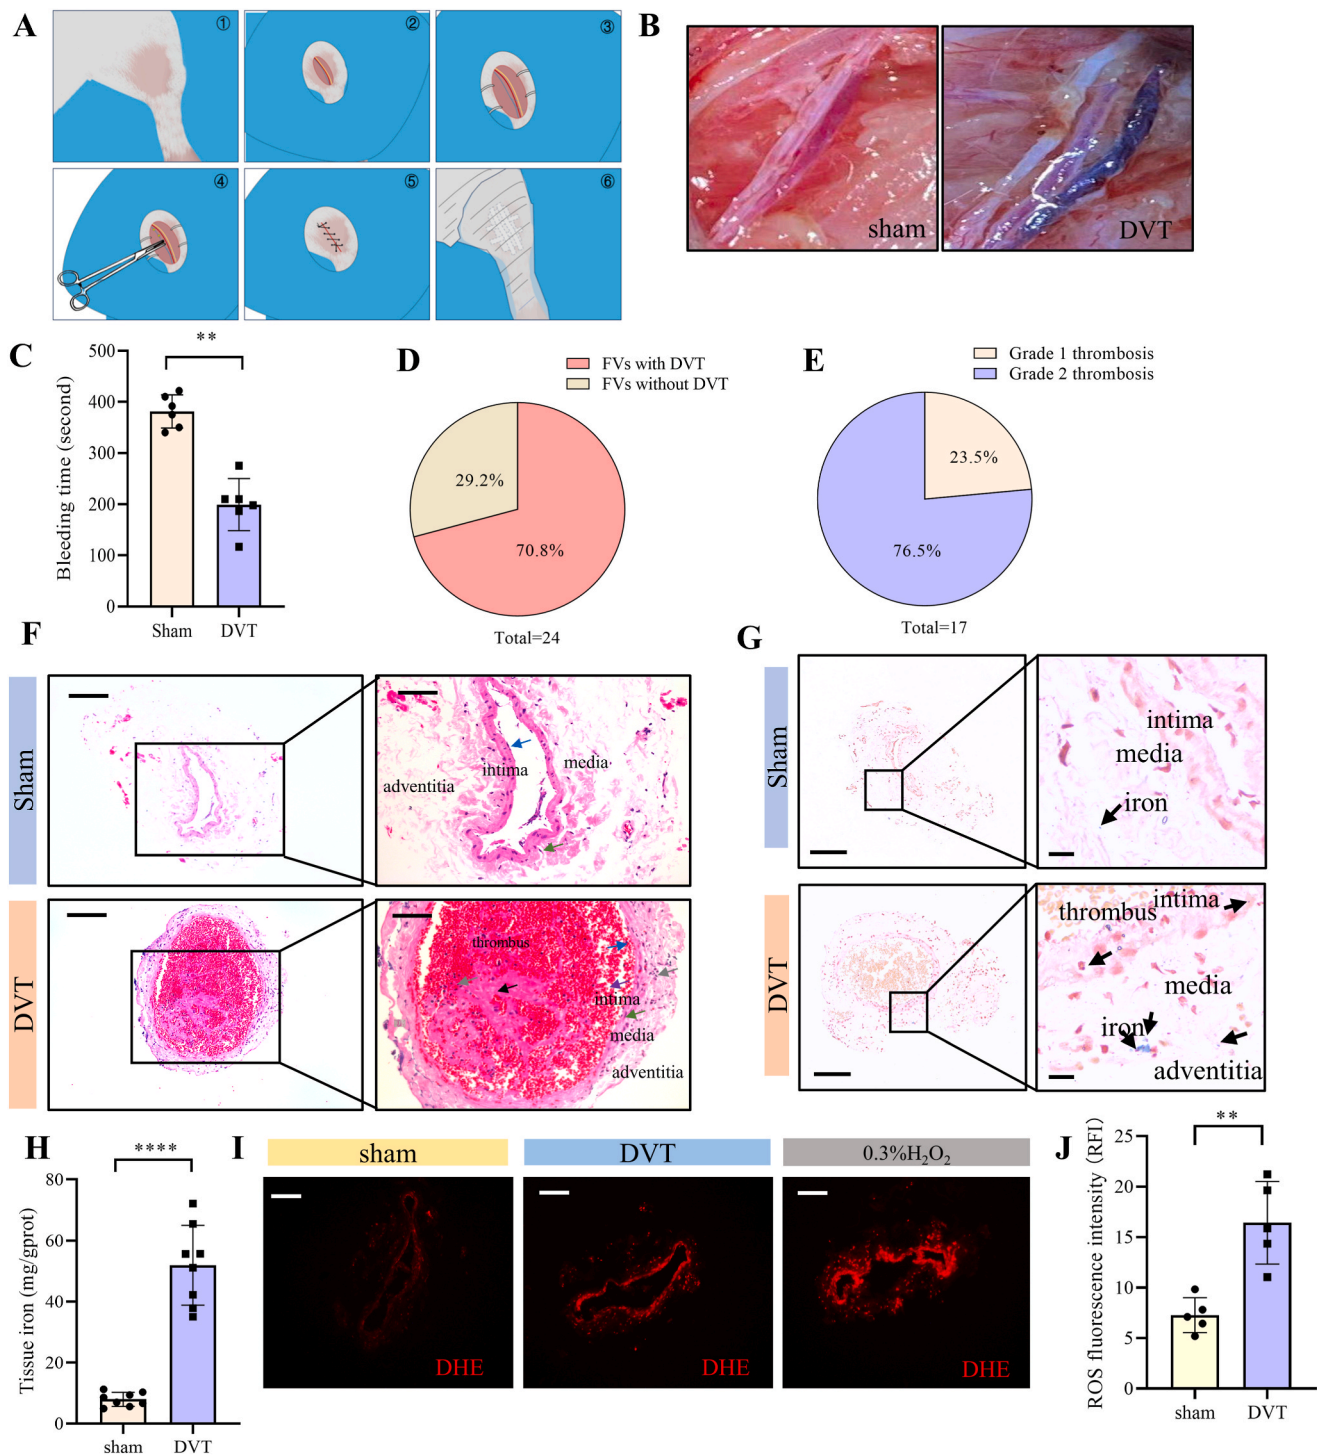 A
①
②
③
④
⑤
⑥
B
sham
DVT
C
**
Bleeding time (second)
500
400
300
200
100
0
Sham
DVT
D
FVs with DVT
FVs without DVT
29.2%
70.8%
Total=24
E
Grade 1 thrombosis
Grade 2 thrombosis
23.5%
76.5%
Total=17
F
Sham
adventitia
intima
media
DVT
thrombus
intima
media
adventitia
G
Sham
intima
media
iron
DVT
thrombus
intima
media
iron
adventitia
H
****
Tissue iron (mg/gprot)
80
60
40
20
0
sham
DVT
I
sham
DVT
0.3%H₂O₂
DHE
DHE
DHE
J
**
ROS fluorescence intensity (RFI)
25
20
15
10
5
0
sham
DVT